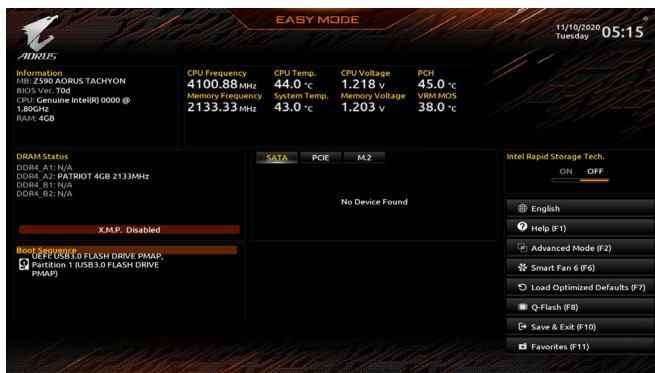 EASY MODE
11/10/2020 Tuesday 05:15
AORUS
Information
MB: Z590 AORUS TACHYON
BIOS Ver. T0d
CPU: Genuine Intel(R) 0000 @
1.80GHz
RAM: 4GB
CPU Frequency CPU Temp. CPU Voltage PCH
4100.88 MHz 44.0 °C 1.218 V 45.0 °C
Memory Frequency System Temp. Memory Voltage VRM MOS
2133.33 MHz 43.0 °C 1.203 V 38.0 °C
DRAM Status
DDR4_A1: N/A
DDR4_A2: PATRIOT 4GB 2133MHz
DDR4_B1: N/A
DDR4_B2: N/A
X.M.P. Disabled
SATA PCIE M.2
No Device Found
Intel Rapid Storage Tech.
ON OFF
Boot Sequence
UEFI: USB3.0 FLASH DRIVE PMAP,
Partition 1 (USB3.0 FLASH DRIVE
PMAP)
English
Help (F1)
Advanced Mode (F2)
Smart Fan 6 (F6)
Load Optimized Defaults (F7)
Q-Flash (F8)
Save & Exit (F10)
Favorites (F11)